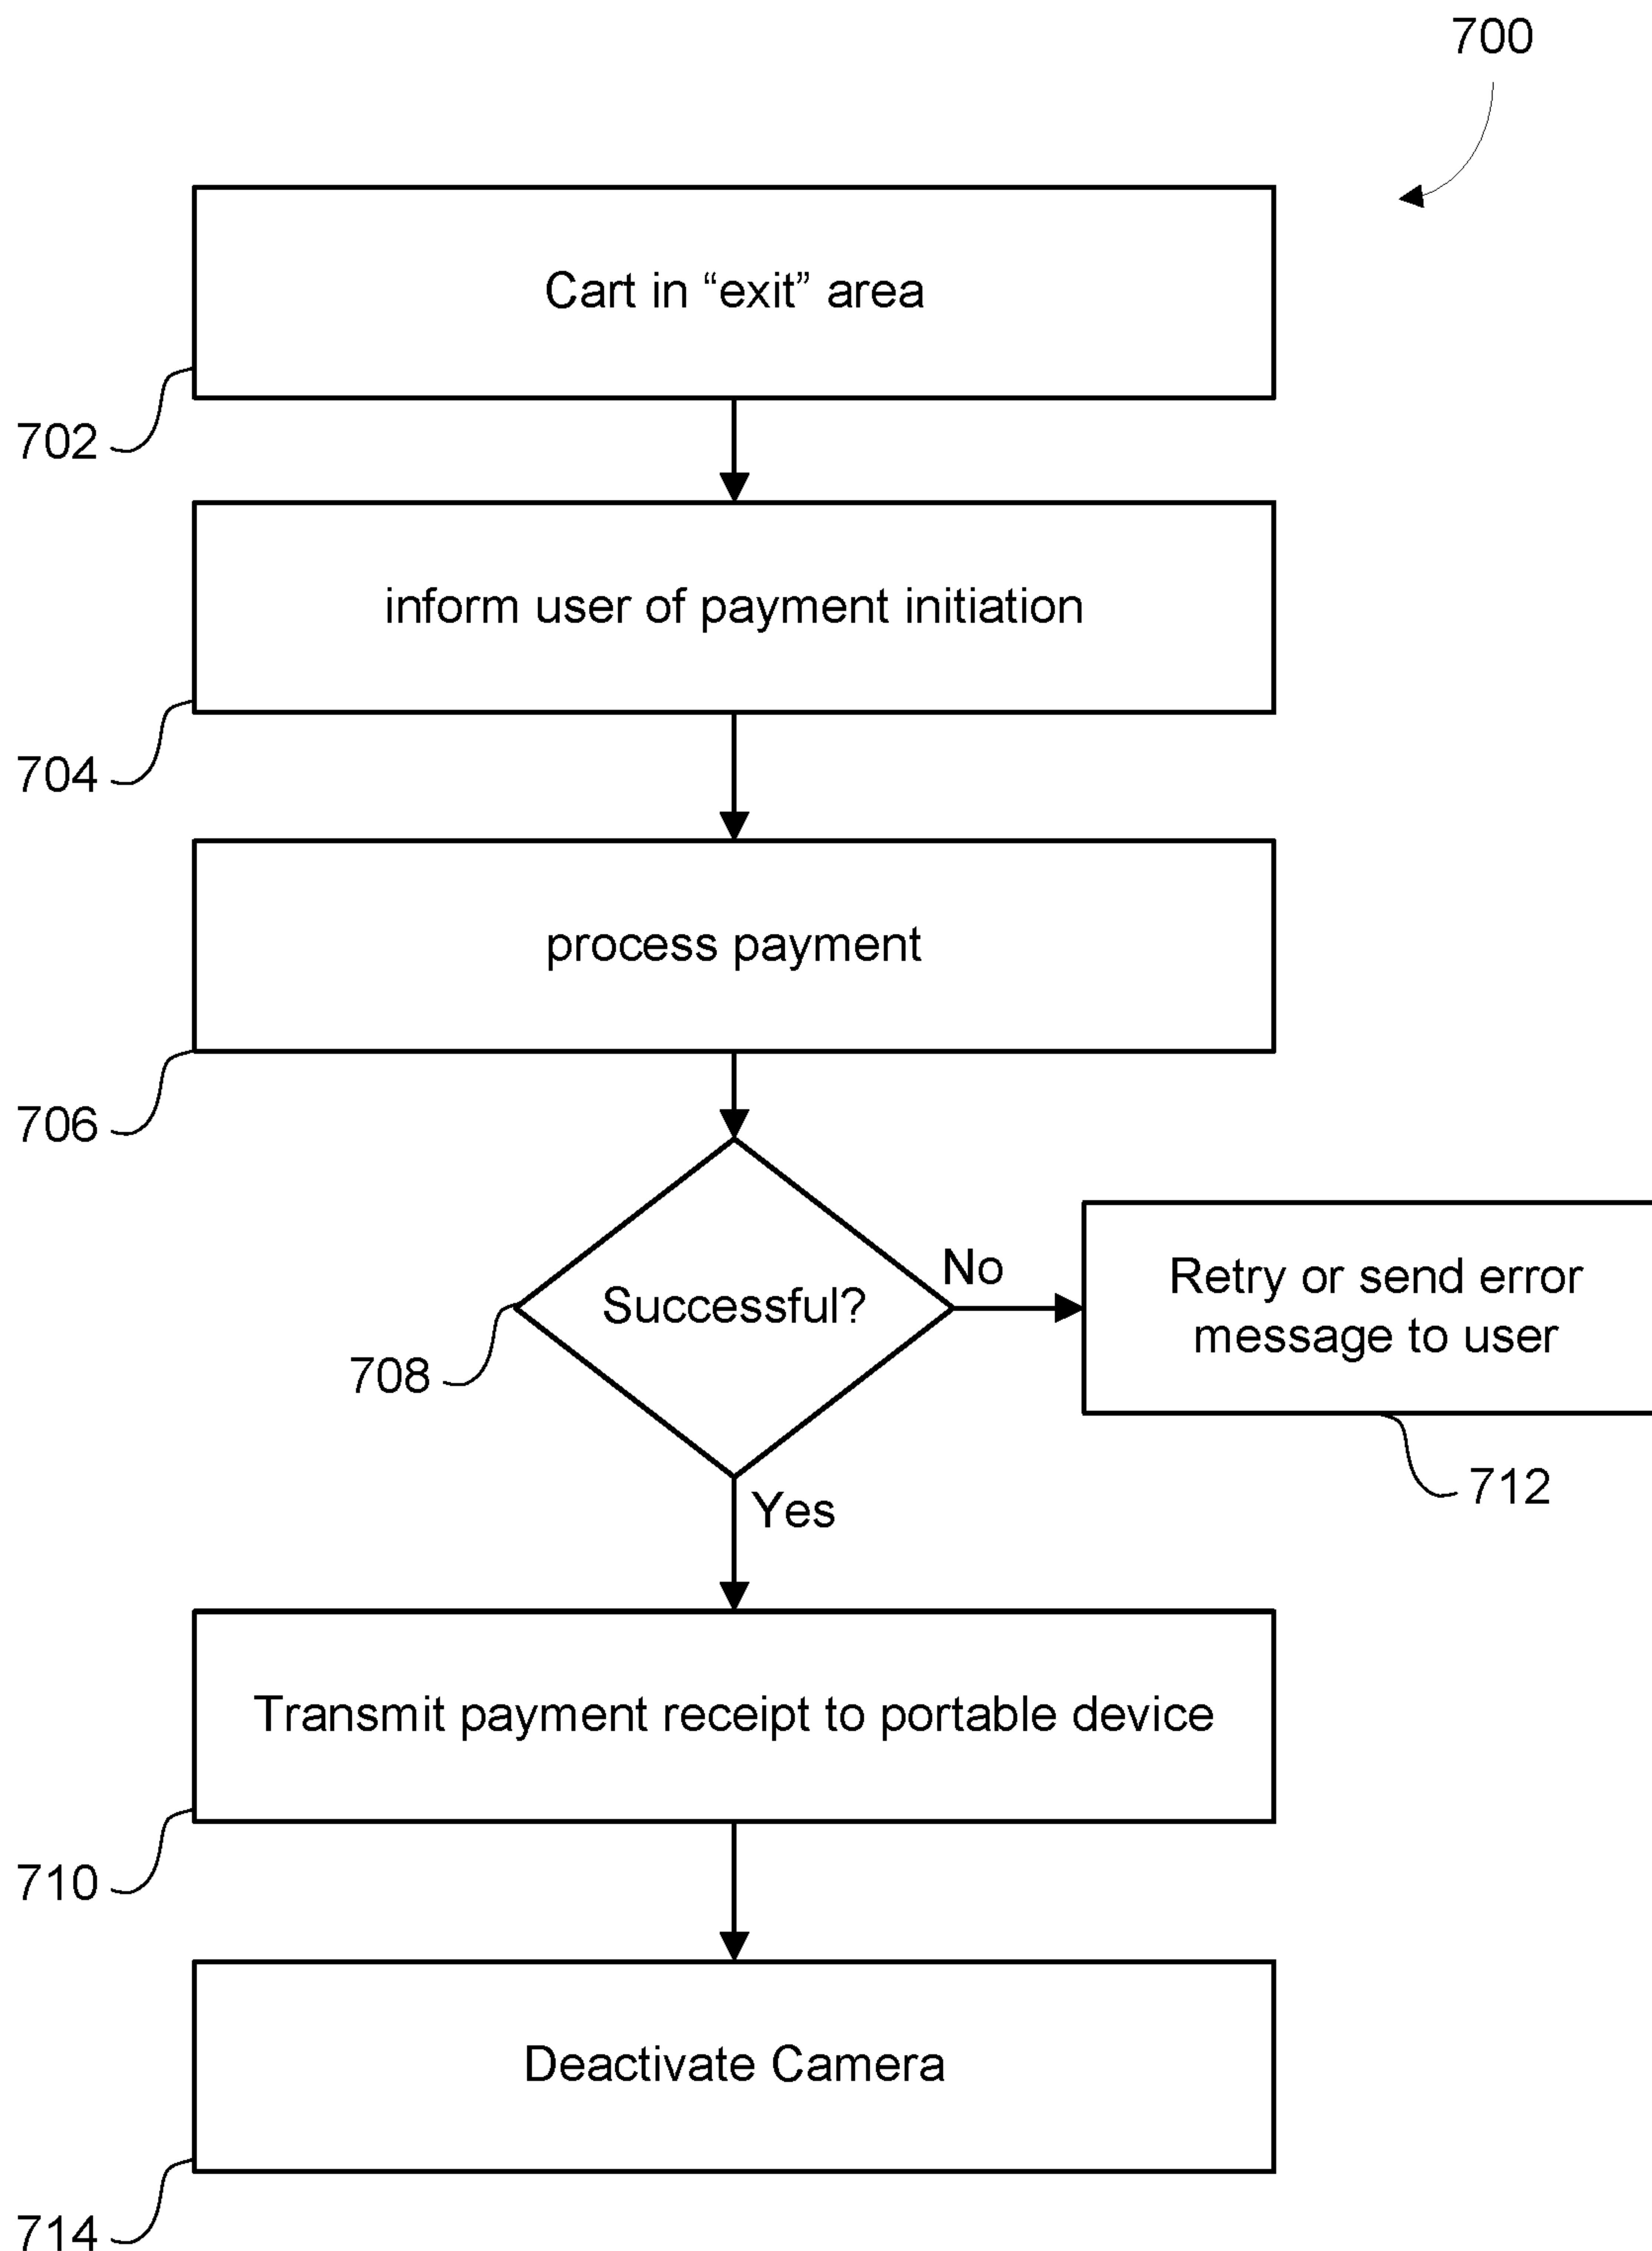 700
Cart in “exit” area
702
inform user of payment initiation
704
process payment
706
Successful?
No
Retry or send error
message to user
708
712
Yes
Transmit payment receipt to portable device
710
Deactivate Camera
714